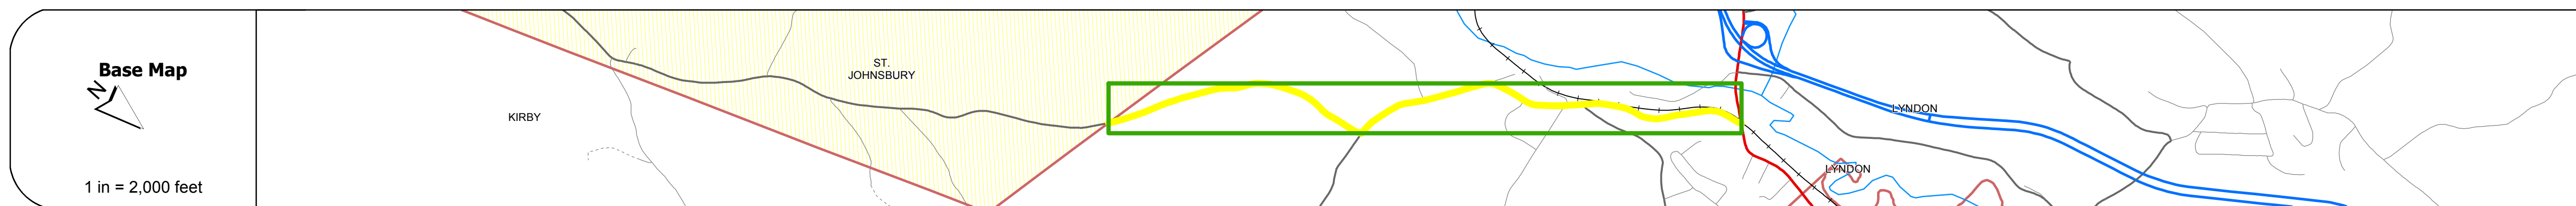 Base Map
N
1 in = 2,000 feet
KIRBY
ST.
JOHNSBURY
LYNDON
LYNDON